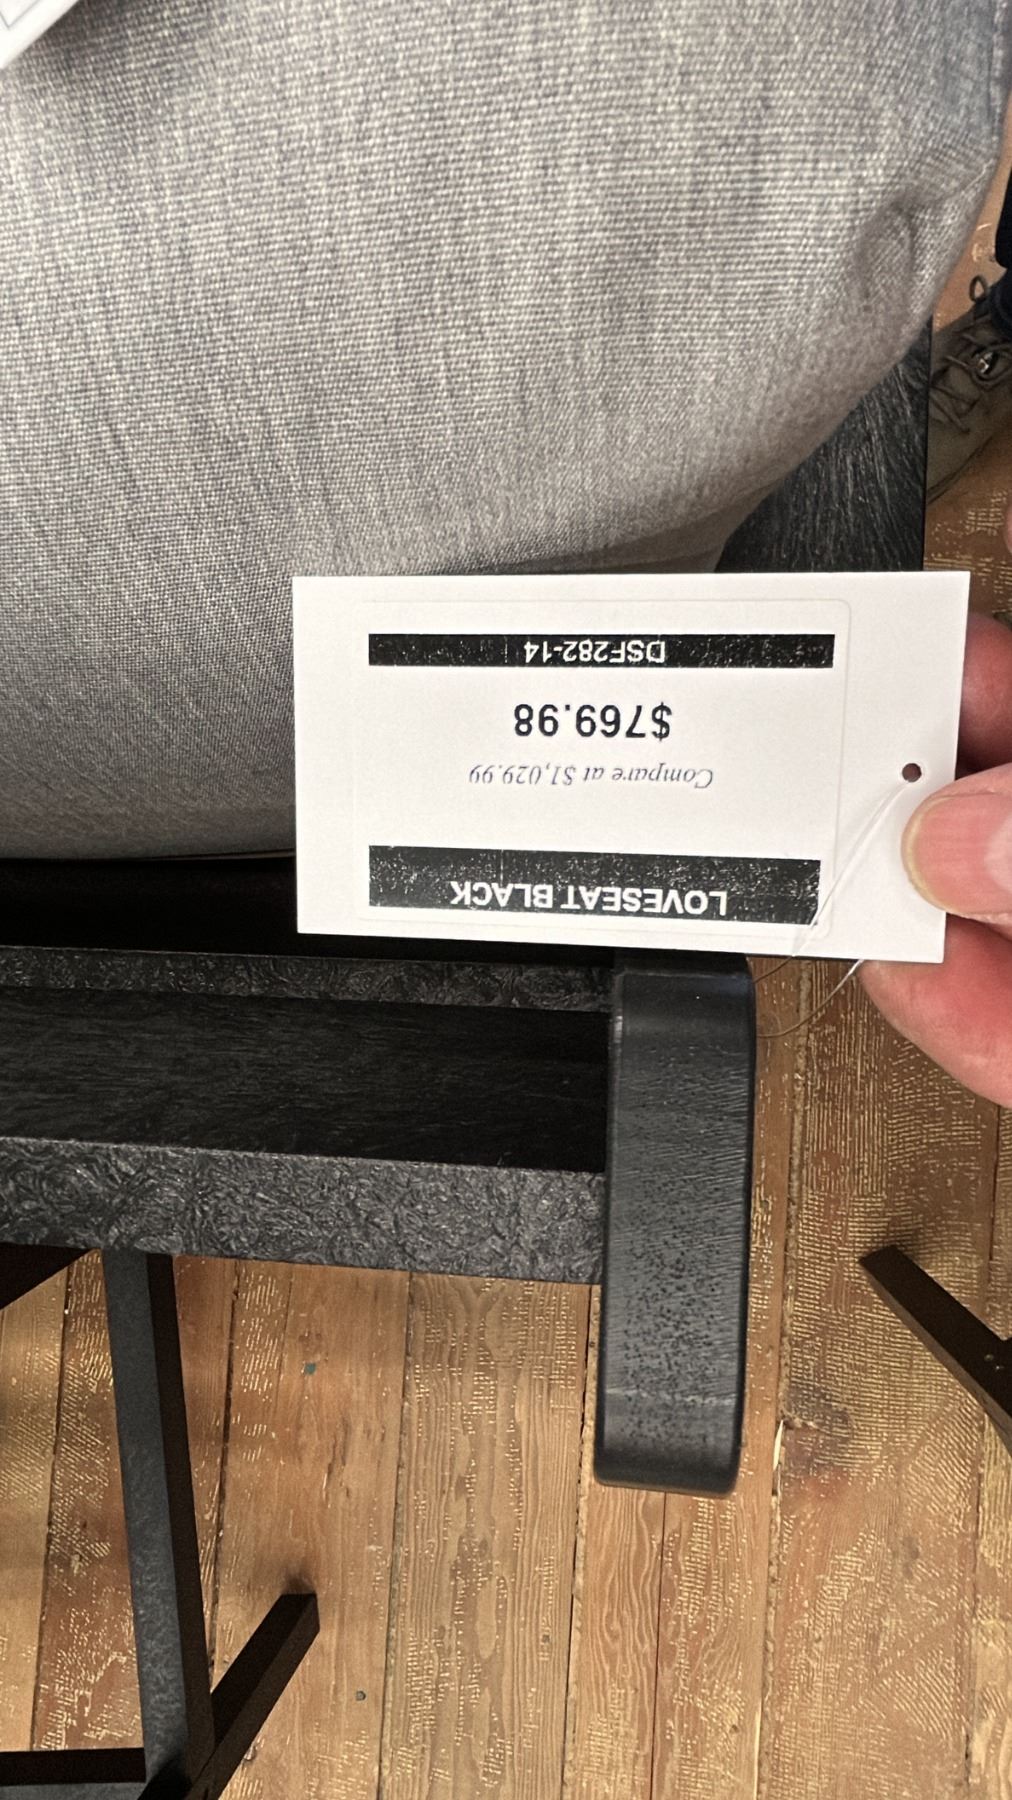 LOVESEAT BLACK
Compare at $1,029.99
$769.98
DSF282-14